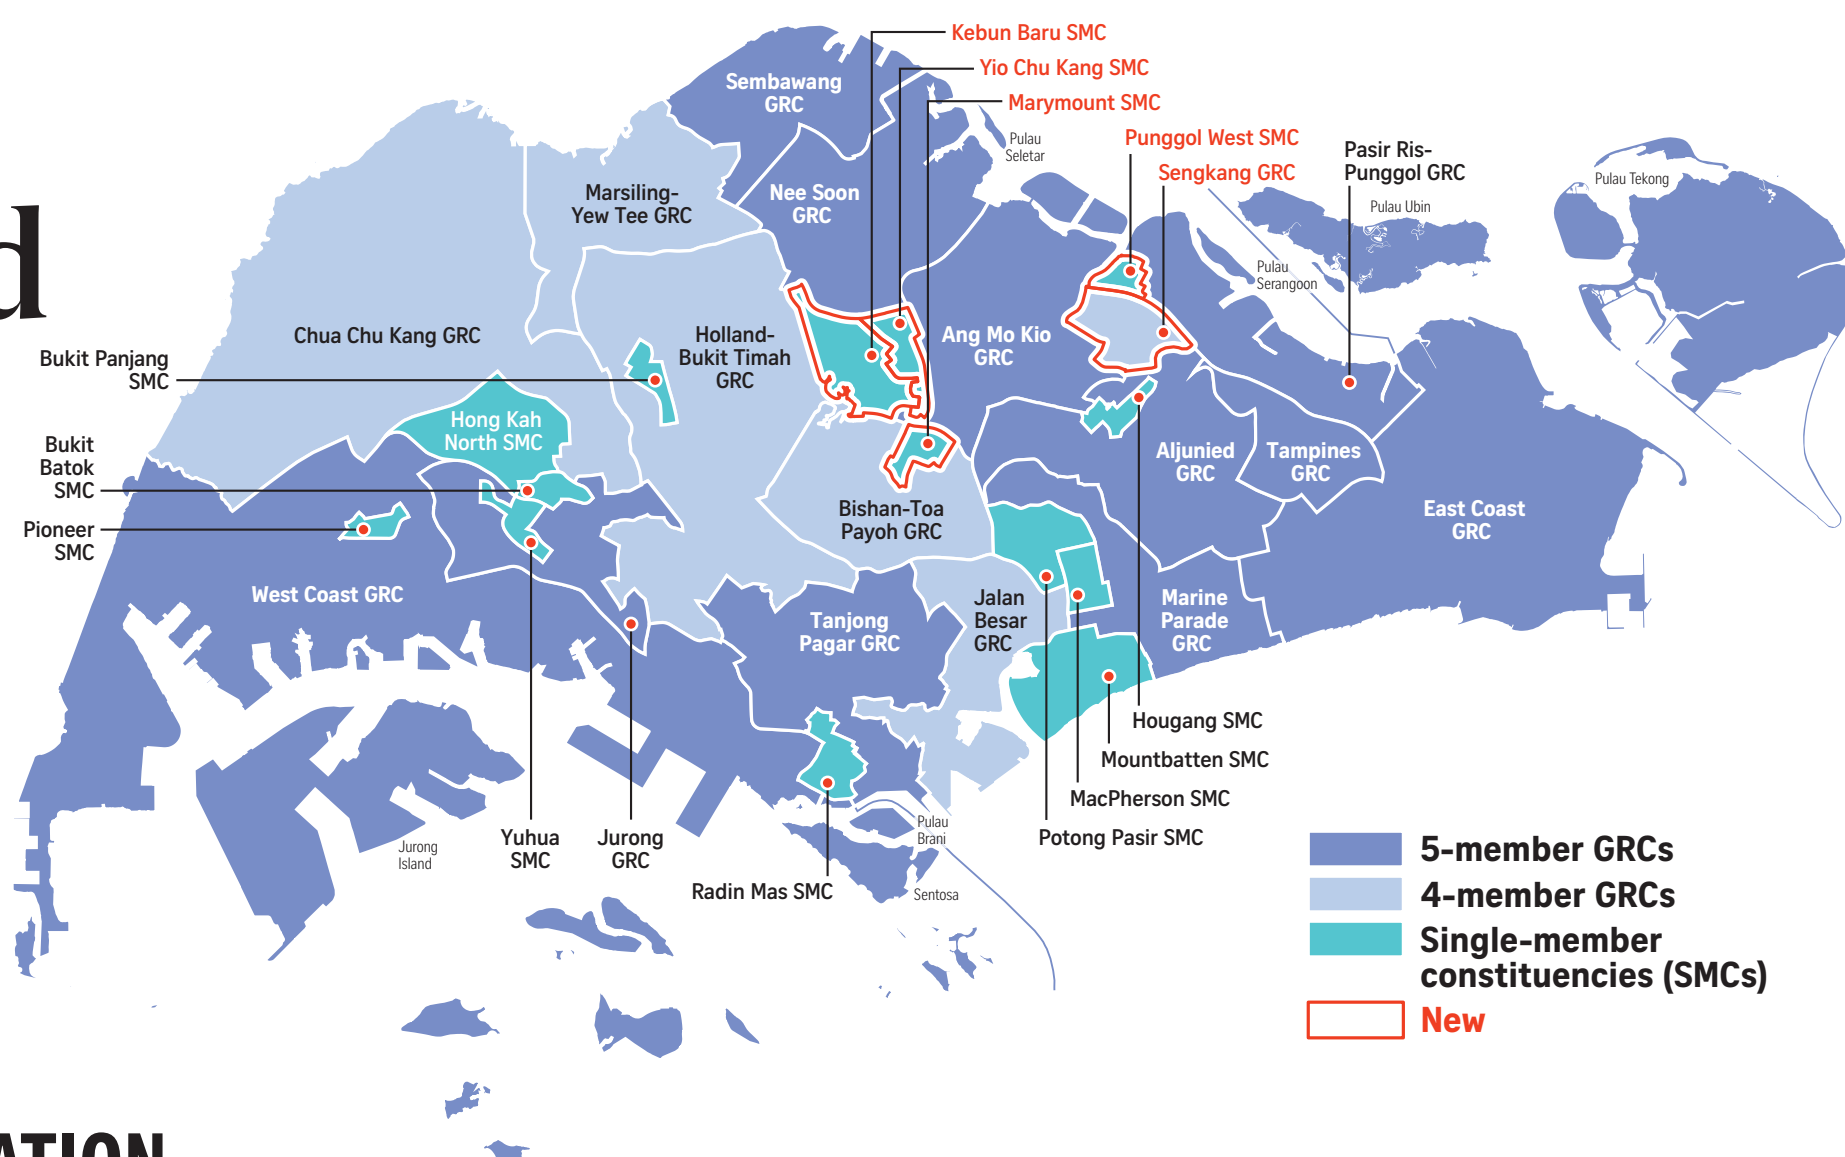 d
Kebun Baru SMC
Yio Chu Kang SMC
Marymount SMC
Sembawang
GRC
Pulau
Seletar
Punggol West SMC
Sengkang GRC
Pasir Ris-
Punggol GRC
Pulau Tekong
Pulau Ubin
Pulau
Serangoon
Marsiling-
Yew Tee GRC
Nee Soon
GRC
Chua Chu Kang GRC
Holland-
Bukit Timah
GRC
Ang Mo Kio
GRC
Bukit Panjang
SMC
Hong Kah
North SMC
Bukit
Batok
SMC
Aljunied
GRC
Tampines
GRC
Pioneer
SMC
Bishan-Toa
Payoh GRC
East Coast
GRC
West Coast GRC
Tanjong
Pagar GRC
Jalan
Besar
GRC
Marine
Parade
GRC
Hougang SMC
Mountbatten SMC
MacPherson SMC
Potong Pasir SMC
Jurong
Island
Yuhua
SMC
Jurong
GRC
Radin Mas SMC
Pulau
Brani
Sentosa
5-member GRCs
4-member GRCs
Single-member
constituencies (SMCs)
New
ATION